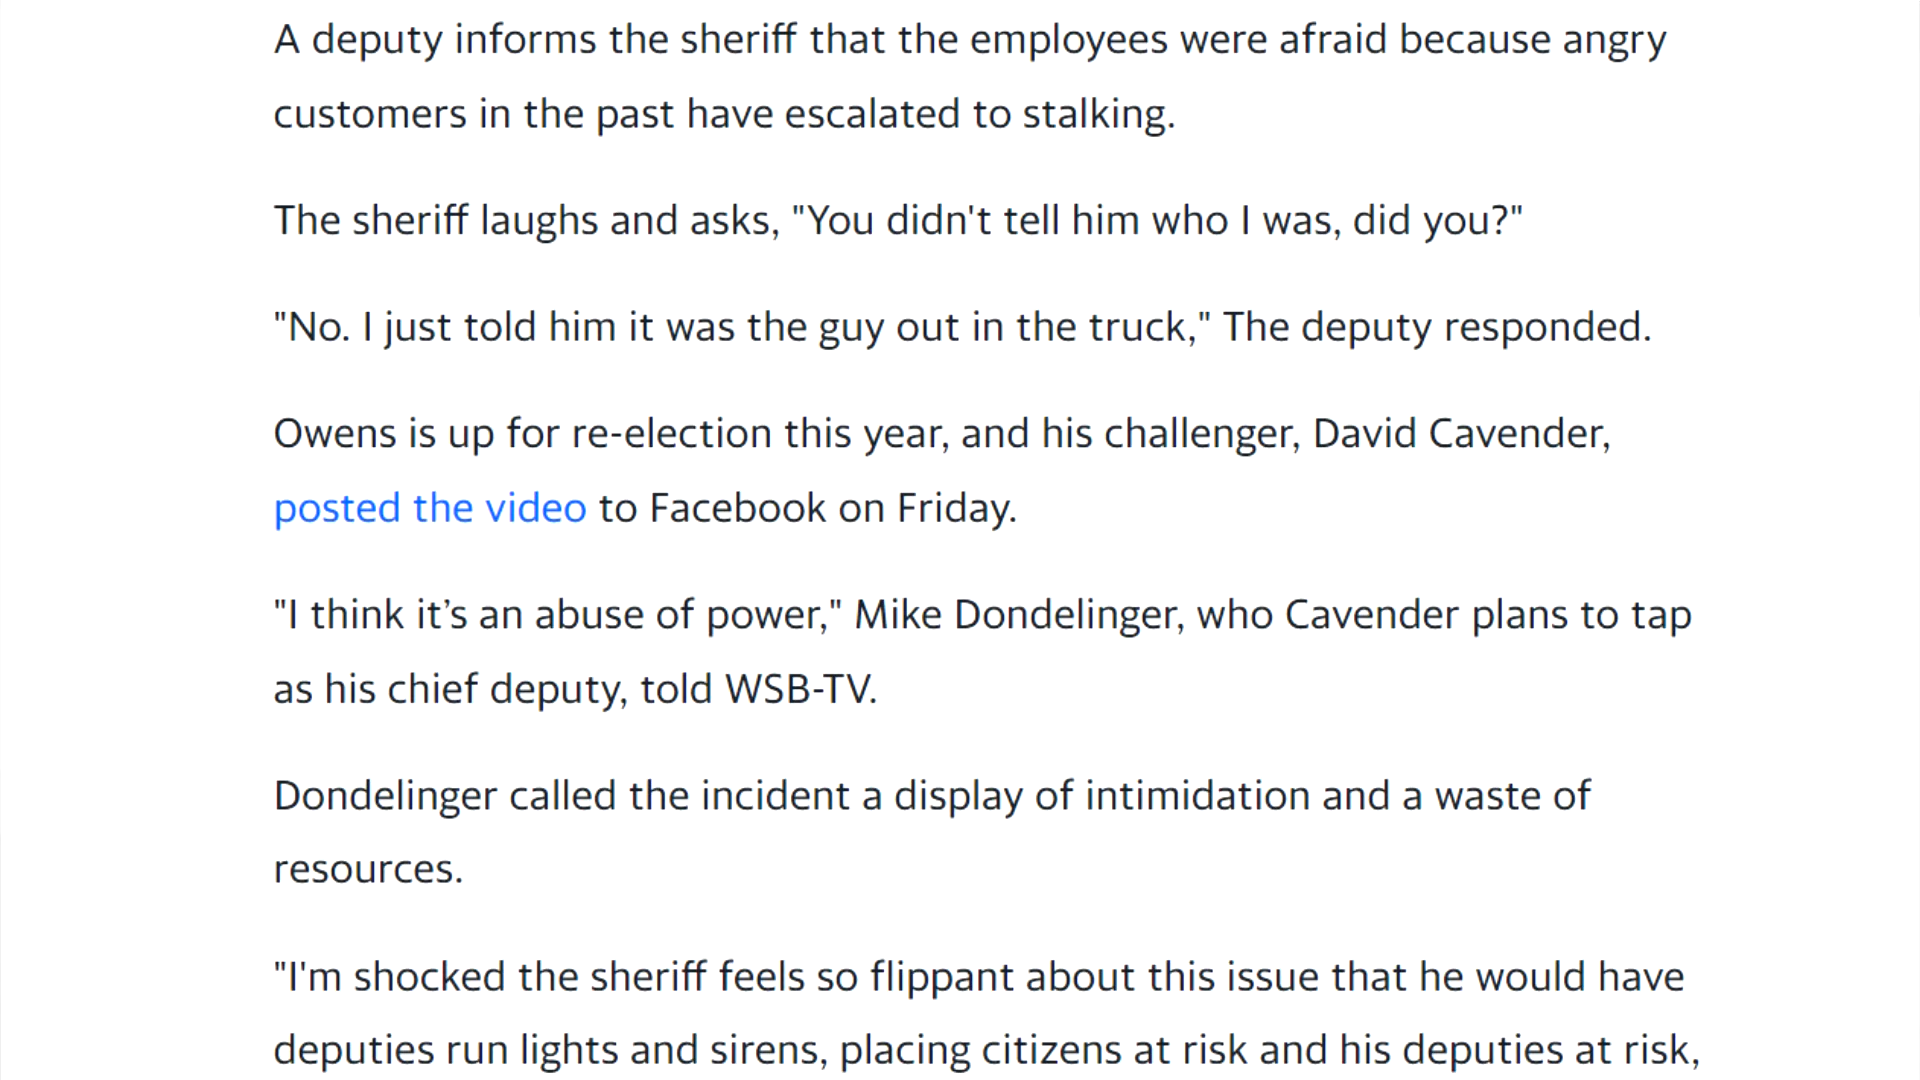 A deputy informs the sheriff that the employees were afraid because angry
customers in the past have escalated to stalking.
The sheriff laughs and asks, "You didn't tell him who I was, did you?"
"No. I just told him it was the guy out in the truck," The deputy responded.
Owens is up for re-election this year, and his challenger, David Cavender,
posted the video to Facebook on Friday.
"I think it’s an abuse of power," Mike Dondelinger, who Cavender plans to tap
as his chief deputy, told WSB-TV.
Dondelinger called the incident a display of intimidation and a waste of
resources.
"I'm shocked the sheriff feels so flippant about this issue that he would have
deputies run lights and sirens, placing citizens at risk and his deputies at risk,